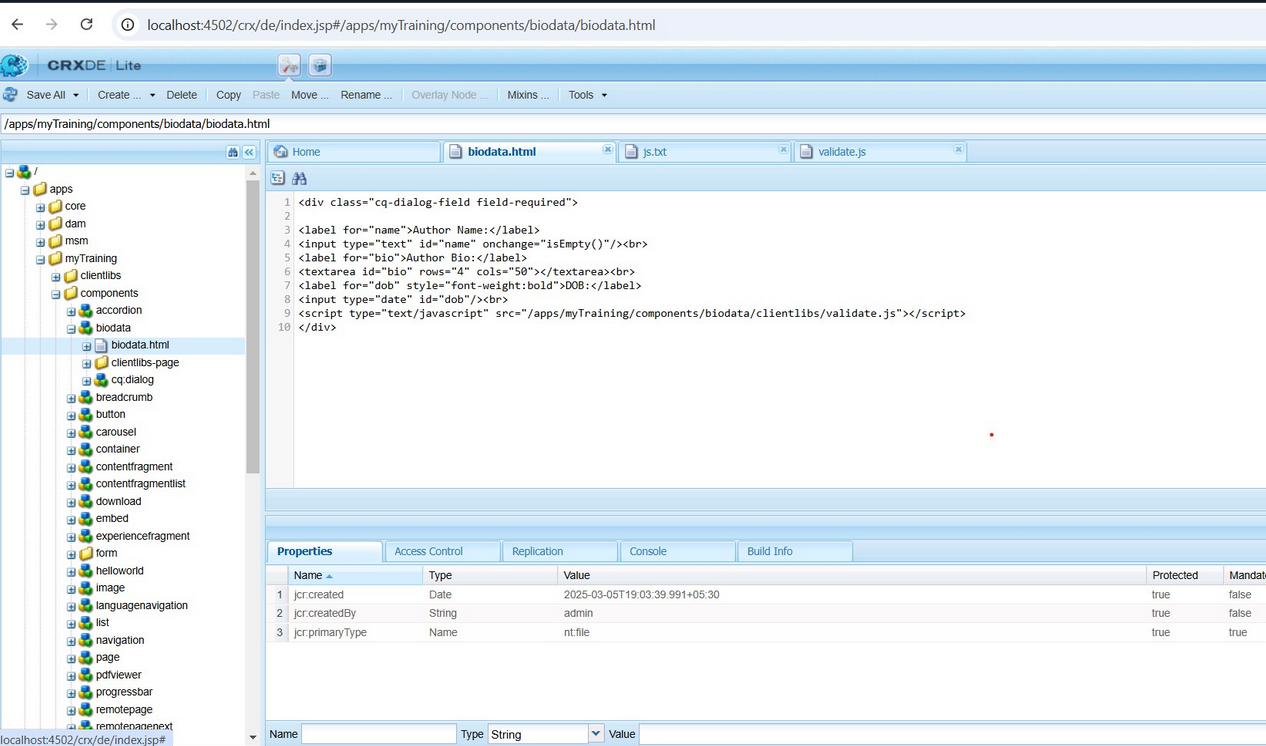 localhost:4502/crx/de/index.jsp#/apps/myTraining/components/biodata/biodata.html
CRXDE | Lite
Save All Create ... Delete Copy Paste Move ... Rename ... Overlay Node ... Mixins ... Tools
/apps/myTraining/components/biodata/biodata.html
/
apps
core
dam
msm
myTraining
clientlibs
components
accordion
biodata
biodata.html
clientlibs-page
cq:dialog
breadcrumb
button
carousel
container
contentfragment
contentfragmentlist
download
embed
experiencefragment
form
helloworld
image
languagenavigation
list
navigation
page
pdfviewer
progressbar
remotepage
remotepagenext
localhost:4502/crx/de/index.jsp#
Home biodata.html js.txt validate.js
1 <div class="cq-dialog-field field-required">
2
3 <label for="name">Author Name:</label>
4 <input type="text" id="name" onchange="isEmpty()"/><br>
5 <label for="bio">Author Bio:</label>
6 <textarea id="bio" rows="4" cols="50"></textarea><br>
7 <label for="dob" style="font-weight:bold">DOB:</label>
8 <input type="date" id="dob"/><br>
9 <script type="text/javascript" src="/apps/myTraining/components/biodata/clientlibs/validate.js"></script>
10 </div>
Properties Access Control Replication Console Build Info
Name Type Value Protected Mandat
1 jcr:created Date 2025-03-05T19:03:39.991+05:30 true false
2 jcr:createdBy String admin true false
3 jcr:primaryType Name nt:file true true
Name Type String Value